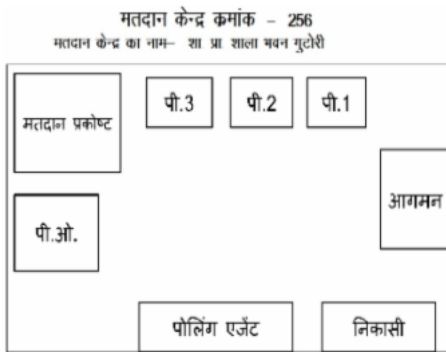 मतदान केन्द्र क्रमांक - 256
मतदान केन्द्र का नाम– शा प्रा शाला भवन गुटोरी
मतदान प्रकोष्ट
पी.3
पी.2
पी.1
आगमन
पी.ओ.
पोलिंग एजेंट
निकासी